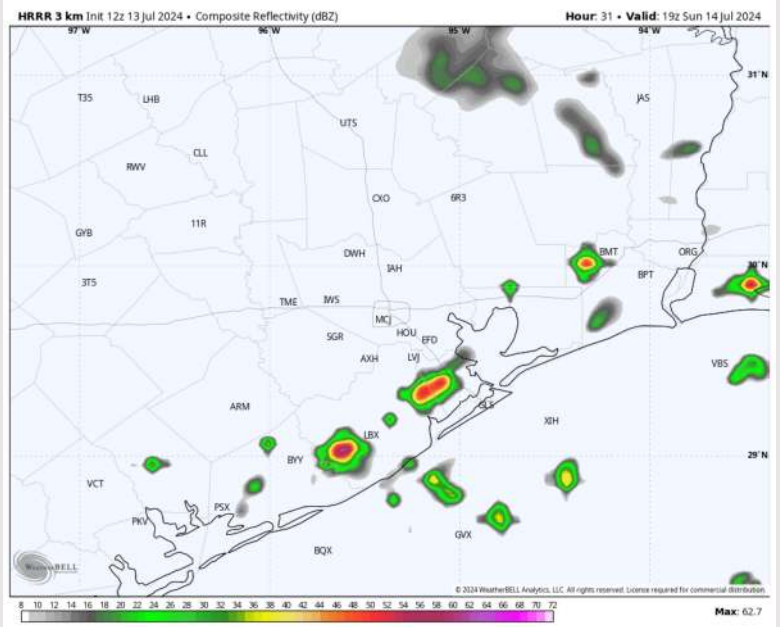 HRRR 3 km Init 12z 13 Jul 2024 • Composite Reflectivity (dBZ) Hour: 31 • Valid: 19z Sun 14 Jul 2024
97°W 96°W 95°W 94°W
31°N
T35 LHB JAS
UTS
CLL
RWV
CXO 6R3
11R
GYB
DWH BMT ORG
30°N
IAH BPT
3T5
TME IWS
MCJ
SGR HOU EFD
AXH LVJ
VBS
ARM GLS
XIH
LBX
BYY 29°N
VCT
PSX
PKV
GVX
BQX
WeatherBELL
© 2024 WeatherBELL Analytics, LLC. All rights reserved. License required for commercial distribution.
8 10 12 14 16 18 20 22 24 26 28 30 32 34 36 38 40 42 44 46 48 50 52 54 56 58 60 62 64 66 68 70 72 Max: 62.7